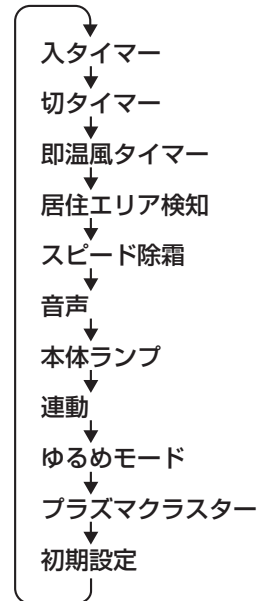 入タイマー
切タイマー
即温風タイマー
居住エリア検知
スピード除霜
音声
本体ランプ
連動
ゆるめモード
プラズマクラスター
初期設定